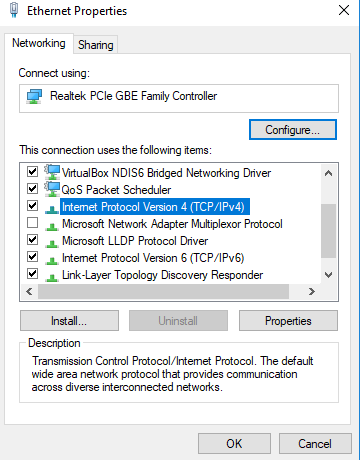 Ethernet Properties
Networking
Sharing
Connect using:
Realtek PCIe GBE Family Controller
Configure...
This connection uses the following items:
VirtualBox NDIS6 Bridged Networking Driver
QoS Packet Scheduler
Internet Protocol Version 4 (TCP/IPv4)
Microsoft Network Adapter Multiplexor Protocol
Microsoft LLDP Protocol Driver
Internet Protocol Version 6 (TCP/IPv6)
Link-Layer Topology Discovery Responder
Install...
Uninstall
Properties
Description
Transmission Control Protocol/Internet Protocol. The default
wide area network protocol that provides communication
across diverse interconnected networks.
OK
Cancel